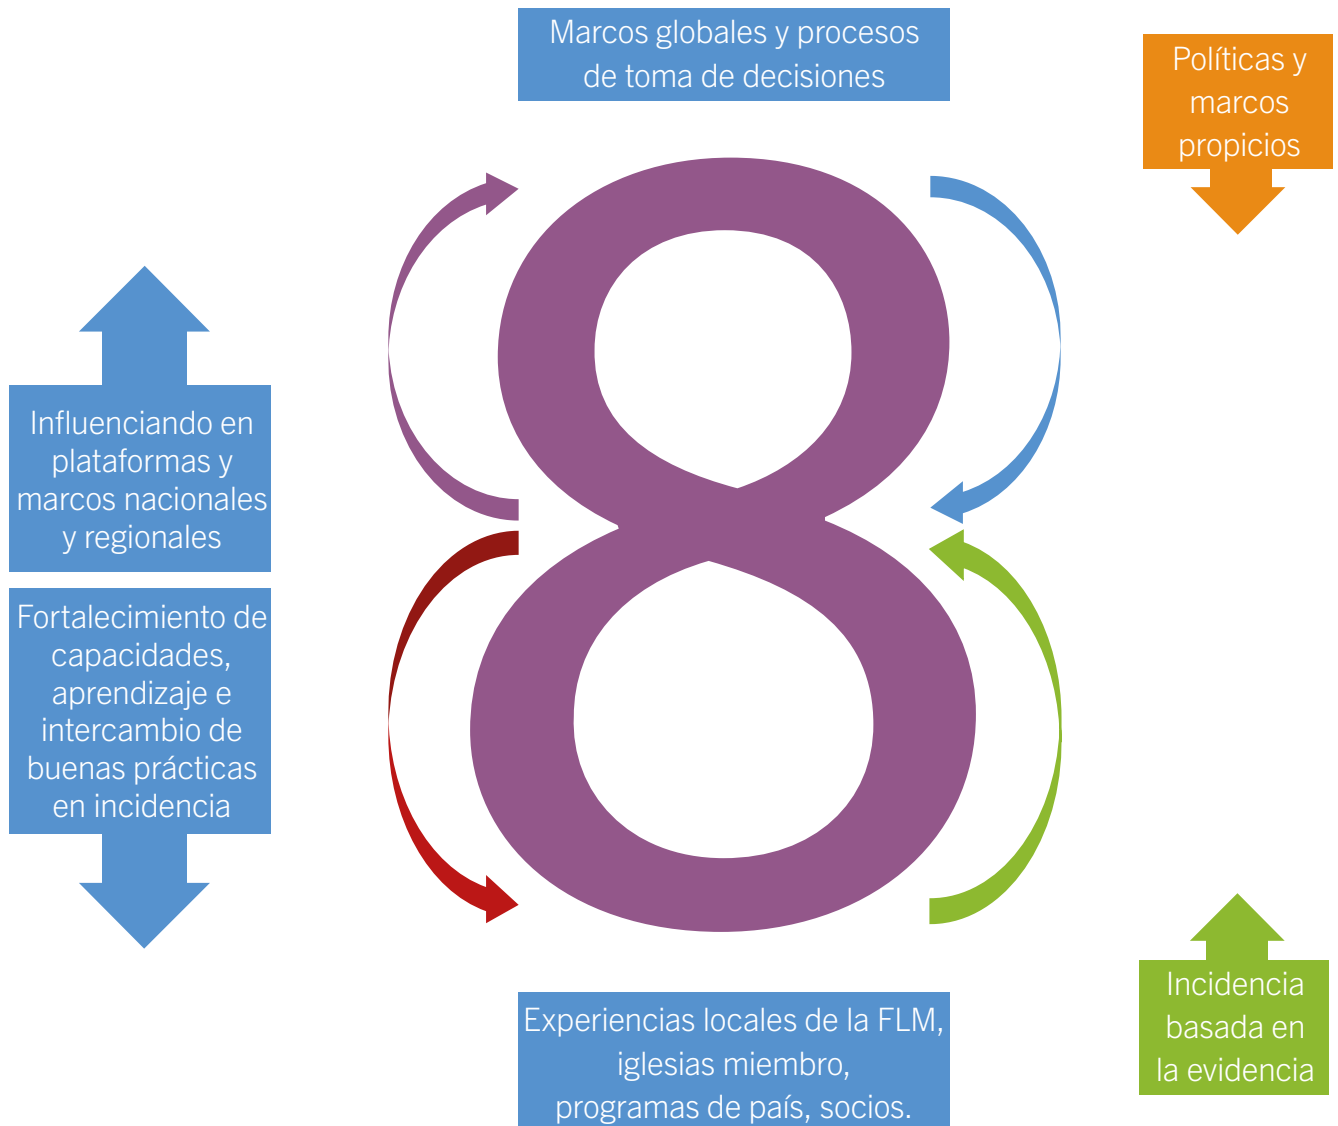 Marcos globales y procesos
de toma de decisiones
Políticas y
marcos
propicios
8
Influenciando en
plataformas y
marcos nacionales
y regionales
Fortalecimiento de
capacidades,
aprendizaje e
intercambio de
buenas prácticas
en incidencia
Experiencias locales de la FLM,
iglesias miembro,
programas de país, socios.
Incidencia
basada en
la evidencia